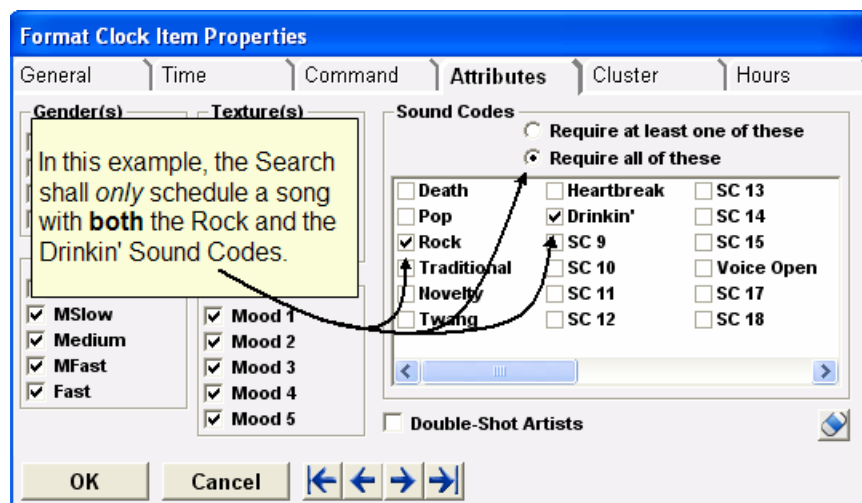 Format Clock Item Properties
General Time Command Attributes Cluster Hours
Gender(s)
Texture(s)
In this example, the Search
shall only schedule a song
with both the Rock and the
Drinkin' Sound Codes.
MSlow
Medium
MFast
Fast
Mood 1
Mood 2
Mood 3
Mood 4
Mood 5
Sound Codes
Require at least one of these
Require all of these
Death Heartbreak SC 13
Pop Drinkin' SC 14
Rock SC 9 SC 15
Traditional SC 10 Voice Open
Novelty SC 11 SC 17
Twang SC 12 SC 18
Double-Shot Artists
OK Cancel